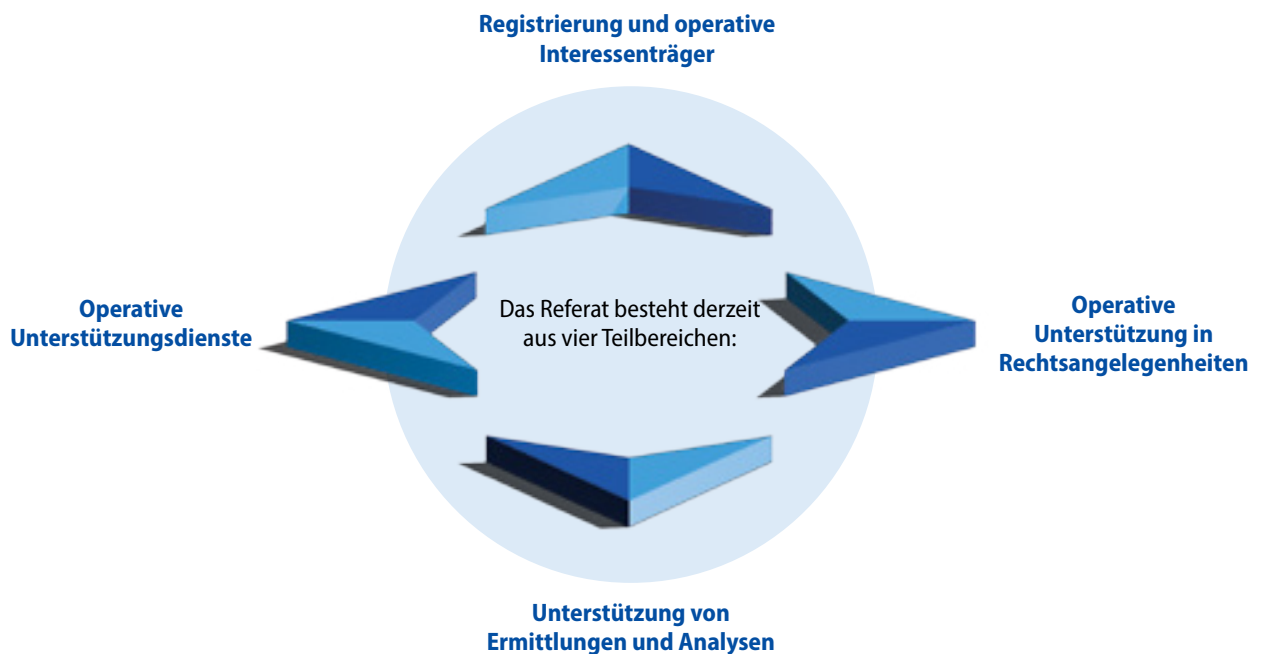 Registrierung und operative
Interessenträger
Operative
Unterstützungsdienste
Das Referat besteht derzeit
aus vier Teilbereichen:
Operative
Unterstützung in
Rechtsangelegenheiten
Unterstützung von
Ermittlungen und Analysen